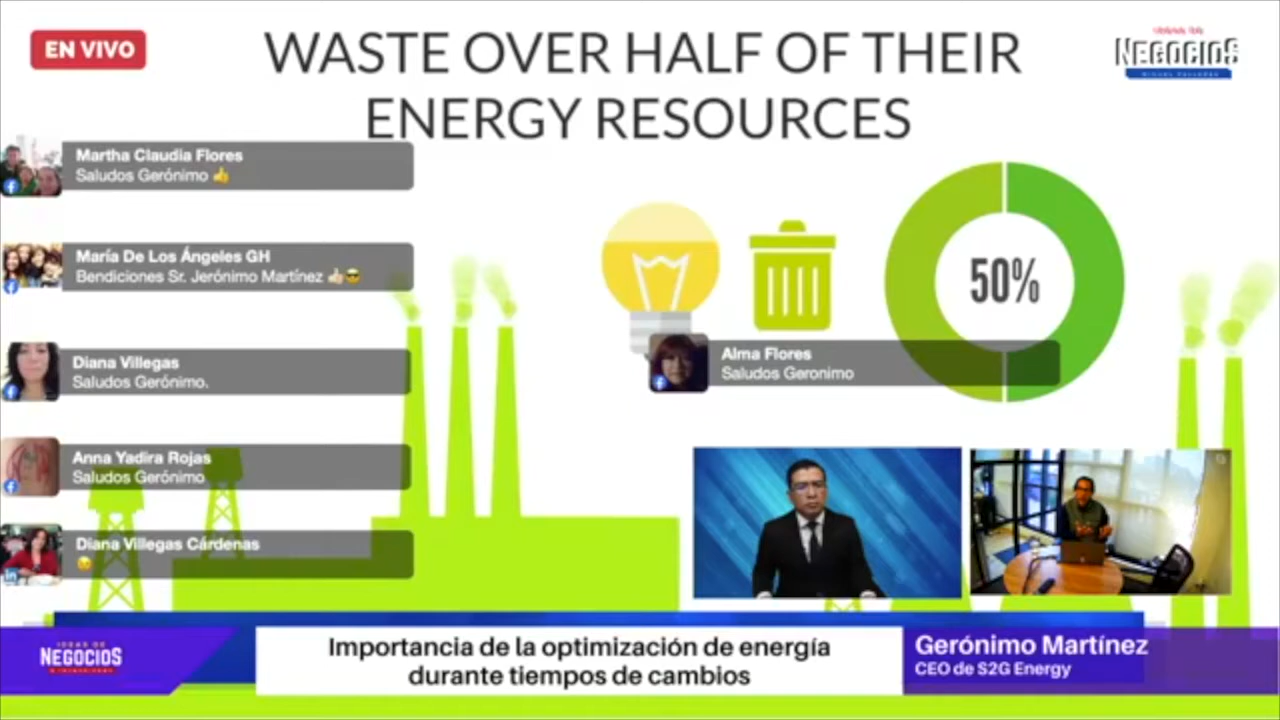 EN VIVO
WASTE OVER HALF OF THEIR
ENERGY RESOURCES
NEGOCIOS
Martha Claudia Flores
Saludos Gerónimo 👍
María De Los Ángeles GH
Bendiciones Sr. Jerónimo Martínez 👍🏻😎
Diana Villegas
Saludos Gerónimo.
Anna Yadira Rojas
Saludos Gerónimo
Diana Villegas Cárdenas
50%
Alma Flores
Saludos Geronimo
IDEAS DE
NEGOCIOS
Importancia de la optimización de energía
durante tiempos de cambios
Gerónimo Martínez
CEO de S2G Energy